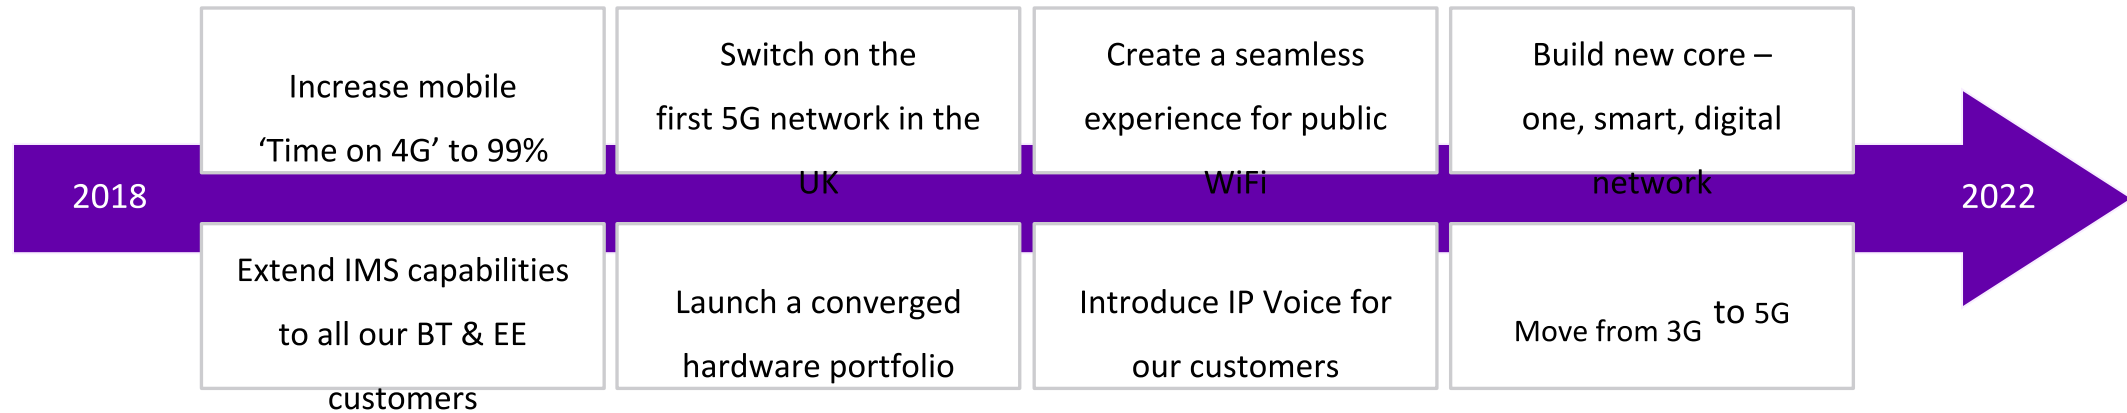 2018
Increase mobile
‘Time on 4G’ to 99%
Switch on the
first 5G network in the
UK
Create a seamless
experience for public
WiFi
Build new core –
one, smart, digital
network
2022
Extend IMS capabilities
to all our BT & EE
customers
Launch a converged
hardware portfolio
Introduce IP Voice for
our customers
Move from 3G to 5G